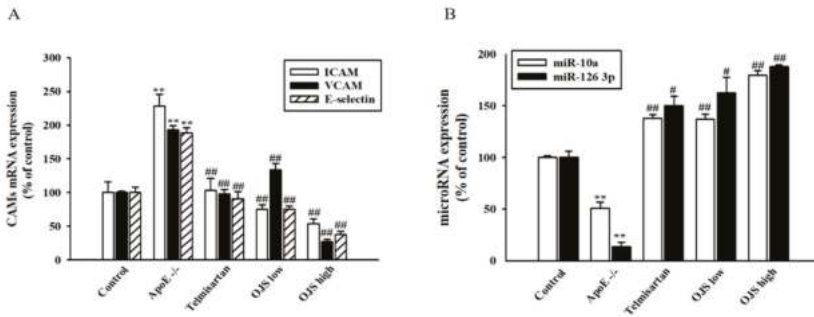 A
CAMs mRNA expression
(% of control)
300
250
200
150
100
50
0
ICAM
VCAM
E-selectin
**
**
**
##
##
##
##
##
##
##
##
##
Control
ApoE -/-
Telmisartan
OJS low
OJS high
B
microRNA expression
(% of control)
200
150
100
50
0
miR-10a
miR-126 3p
**
**
##
#
##
#
##
##
Control
ApoE -/-
Telmisartan
OJS low
OJS high